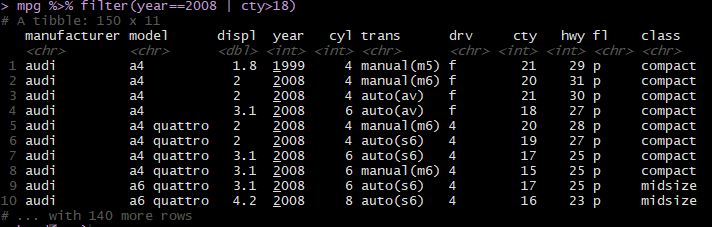 > mpg %>% filter(year==2008 | cty>18)
# A tibble: 150 x 11
manufacturer model displ year cyl trans drv cty hwy fl class
<chr> <chr> <dbl> <int> <int> <chr> <chr> <int> <int> <chr> <chr>
1 audi a4 1.8 1999 4 manual(m5) f 21 29 p compact
2 audi a4 2 2008 4 manual(m6) f 20 31 p compact
3 audi a4 2 2008 4 auto(av) f 21 30 p compact
4 audi a4 3.1 2008 6 auto(av) f 18 27 p compact
5 audi a4 quattro 2 2008 4 manual(m6) 4 20 28 p compact
6 audi a4 quattro 2 2008 4 auto(s6) 4 19 27 p compact
7 audi a4 quattro 3.1 2008 6 auto(s6) 4 17 25 p compact
8 audi a4 quattro 3.1 2008 6 manual(m6) 4 15 25 p compact
9 audi a6 quattro 3.1 2008 6 auto(s6) 4 17 25 p midsize
10 audi a6 quattro 4.2 2008 8 auto(s6) 4 16 23 p midsize
# ... with 140 more rows